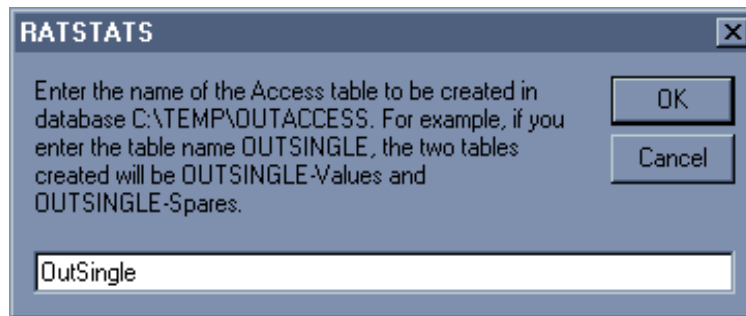 RATSTATS
Enter the name of the Access table to be created in
database C:\TEMP\OUTACCESS. For example, if you
enter the table name OUTSINGLE, the two tables
created will be OUTSINGLE-Values and
OUTSINGLE-Spares.
OK
Cancel
OutSingle